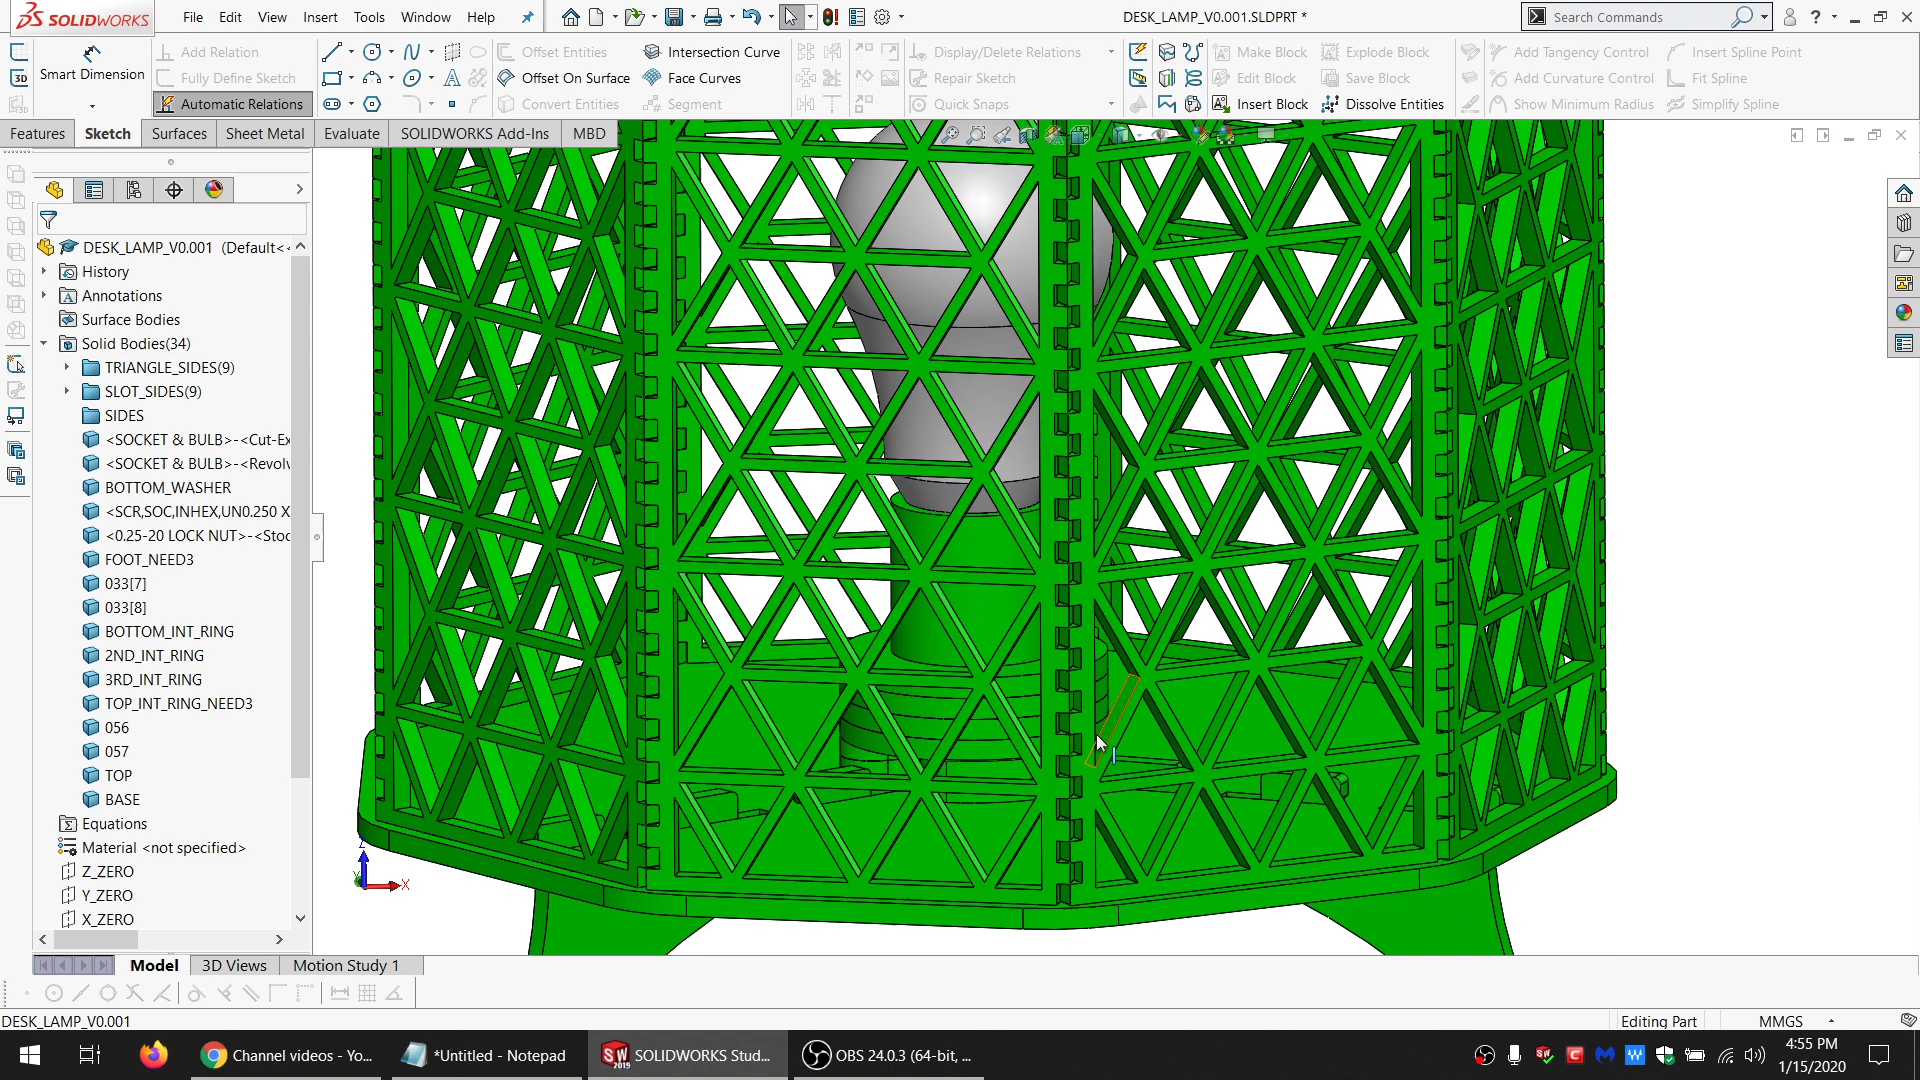 SOLIDWORKS
File Edit View Insert Tools Window Help
DESK_LAMP_V0.001.SLDPRT *
Search Commands
Smart Dimension
Add Relation
Fully Define Sketch
Automatic Relations
Offset Entities
Offset On Surface
Convert Entities
Intersection Curve
Face Curves
Segment
Display/Delete Relations
Repair Sketch
Quick Snaps
Make Block
Edit Block
Insert Block
Explode Block
Save Block
Dissolve Entities
Add Tangency Control
Add Curvature Control
Show Minimum Radius
Insert Spline Point
Fit Spline
Simplify Spline
Features Sketch Surfaces Sheet Metal Evaluate SOLIDWORKS Add-Ins MBD
DESK_LAMP_V0.001 (Default<<
History
Annotations
Surface Bodies
Solid Bodies(34)
TRIANGLE_SIDES(9)
SLOT_SIDES(9)
SIDES
<SOCKET & BULB>-<Cut-Ex
<SOCKET & BULB>-<Revolv
BOTTOM_WASHER
<SCR,SOC,INHEX,UN0.250 X
<0.25-20 LOCK NUT>-<Stoc
FOOT_NEED3
033[7]
033[8]
BOTTOM_INT_RING
2ND_INT_RING
3RD_INT_RING
TOP_INT_RING_NEED3
056
057
TOP
BASE
Equations
Material <not specified>
Z_ZERO
Y_ZERO
X_ZERO
Z
Y
X
Model 3D Views Motion Study 1
DESK_LAMP_V0.001
Editing Part
MMGS
Channel videos - Yo...
*Untitled - Notepad
SOLIDWORKS Stud...
OBS 24.0.3 (64-bit, ...
4:55 PM
1/15/2020